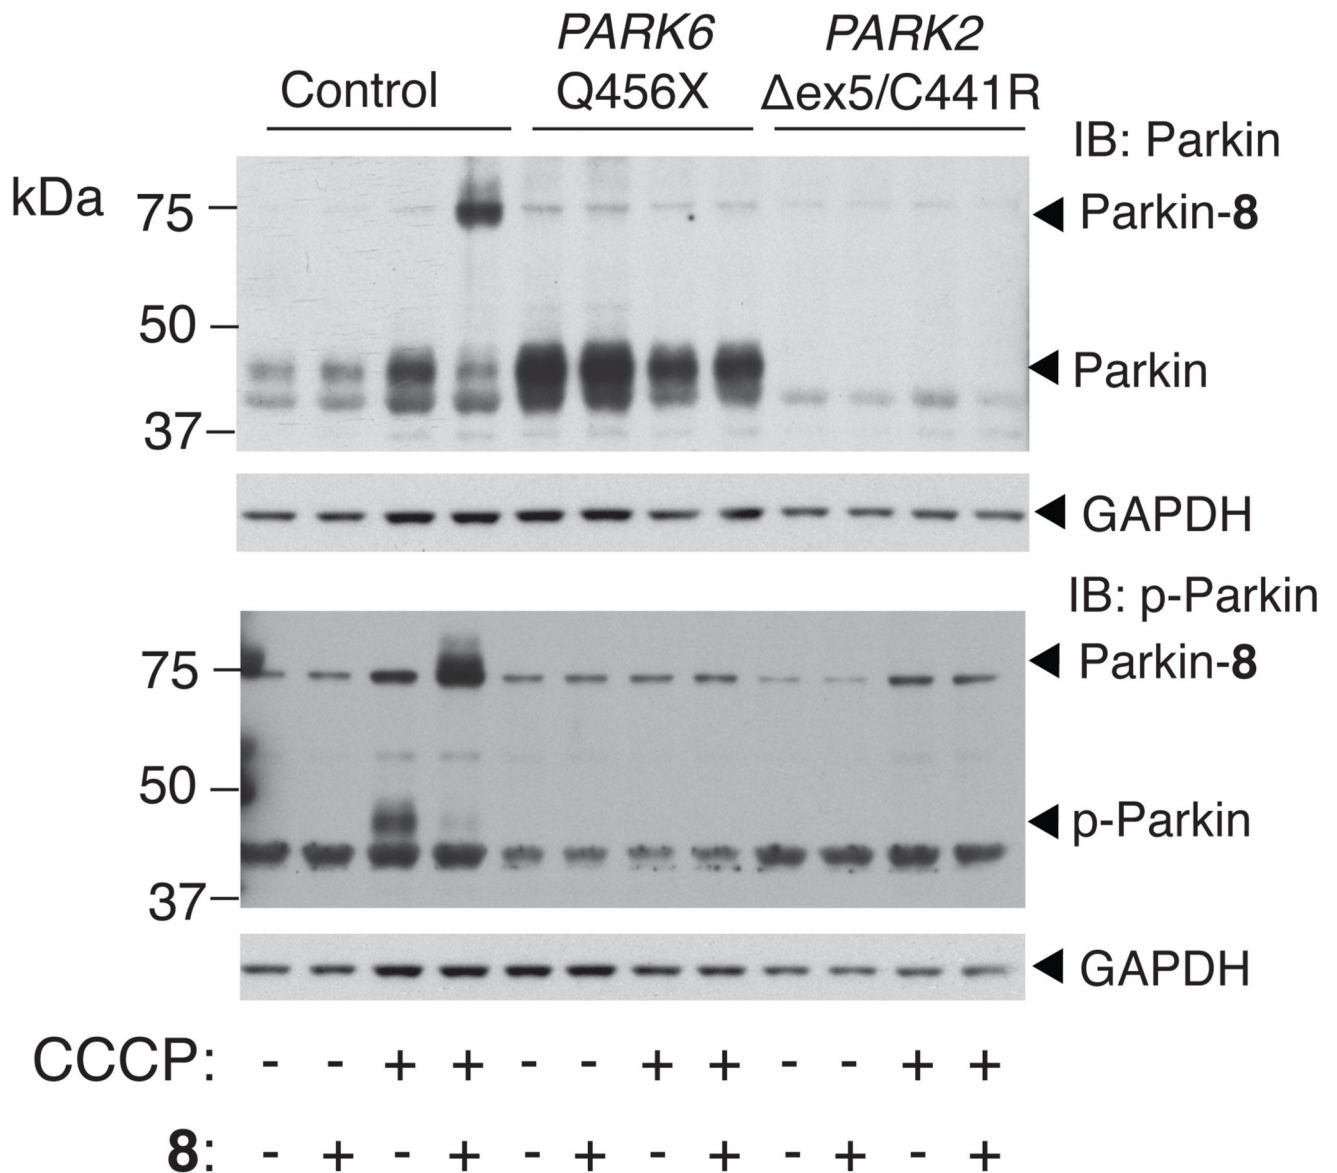 PARK6 PARK2
Control Q456X Δex5/C441R
IB: Parkin
kDa 75 Parkin-8
50
Parkin
37
GAPDH
IB: p-Parkin
75 Parkin-8
50
p-Parkin
37
GAPDH
CCCP: - - + + - - + + - - + +
8: - + - + - + - + - + - +